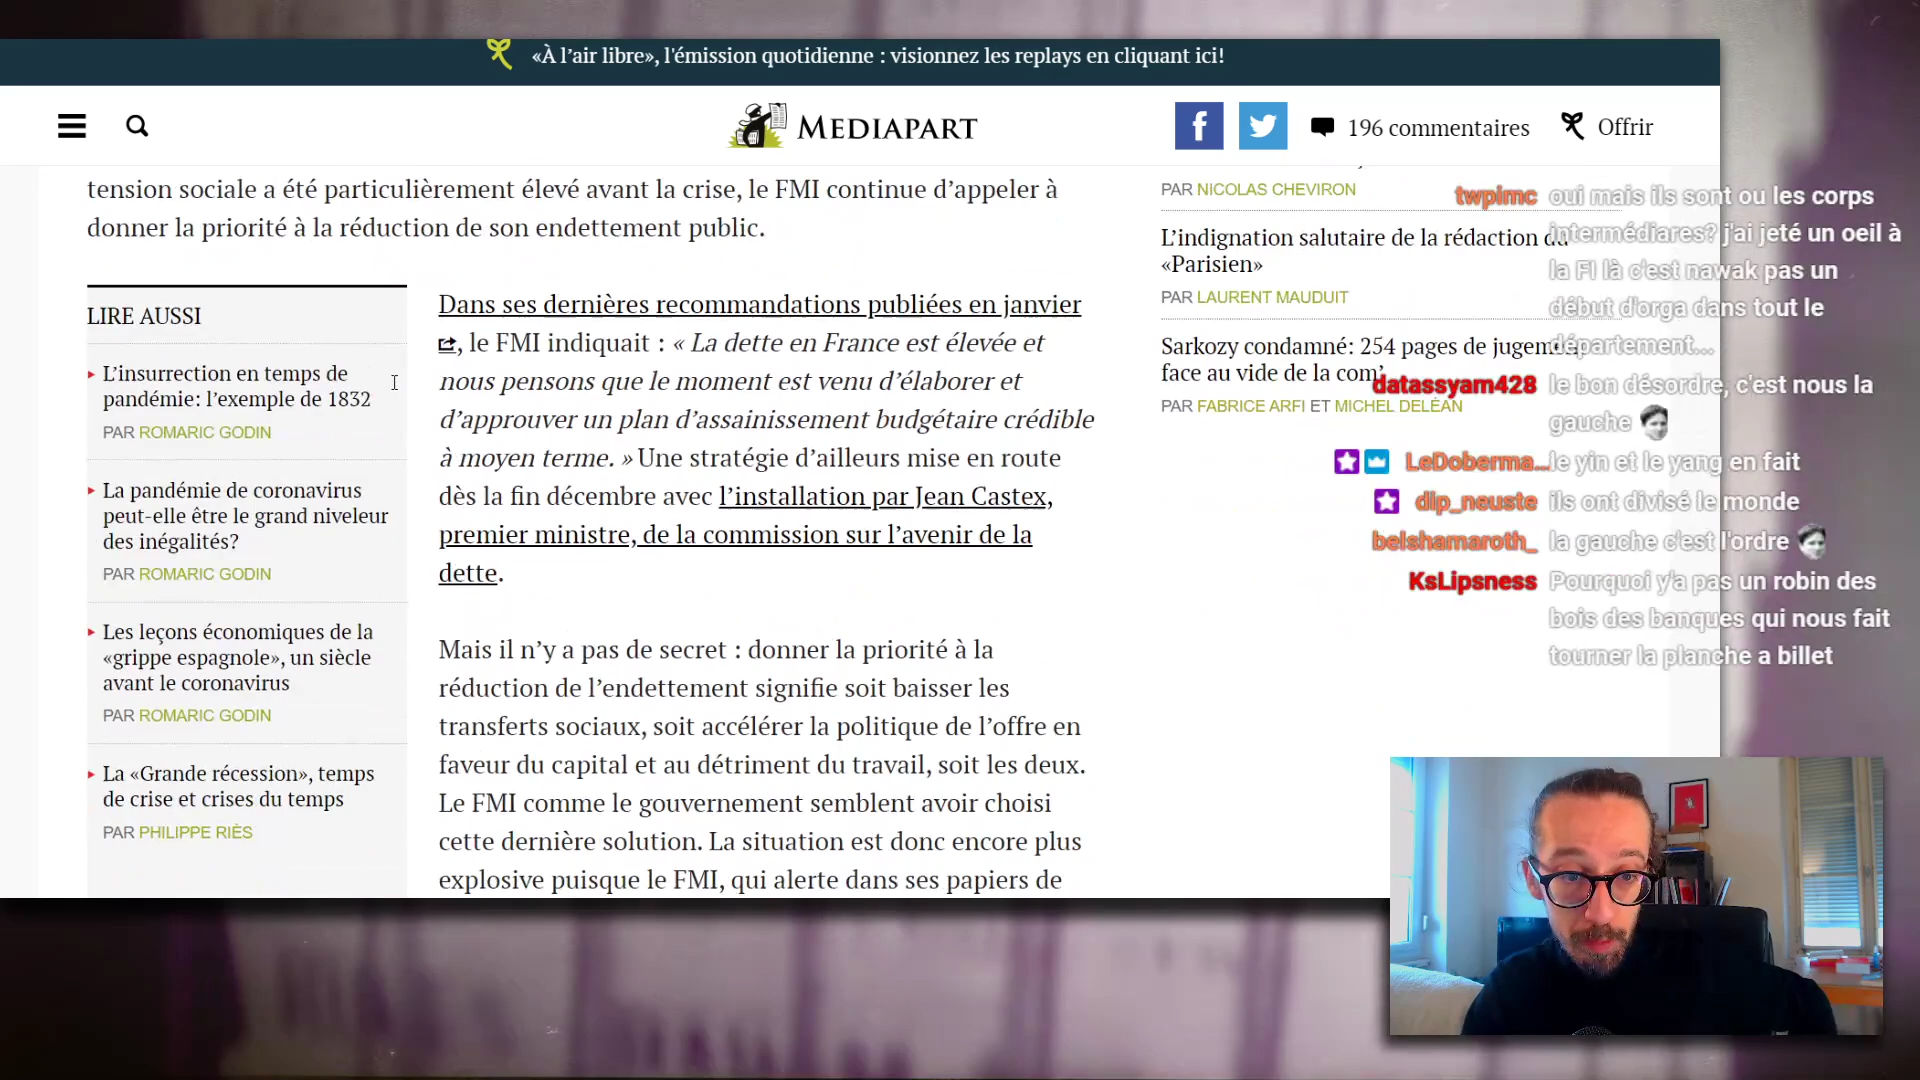 «À l’air libre», l'émission quotidienne : visionnez les replays en cliquant ici!
MEDIAPART
f
196 commentaires
Offrir
tension sociale a été particulièrement élevé avant la crise, le FMI continue d’appeler à
donner la priorité à la réduction de son endettement public.
LIRE AUSSI
L’insurrection en temps de
pandémie: l’exemple de 1832
PAR ROMARIC GODIN
La pandémie de coronavirus
peut-elle être le grand niveleur
des inégalités?
PAR ROMARIC GODIN
Les leçons économiques de la
«grippe espagnole», un siècle
avant le coronavirus
PAR ROMARIC GODIN
La «Grande récession», temps
de crise et crises du temps
PAR PHILIPPE RIÈS
Dans ses dernières recommandations publiées en janvier
, le FMI indiquait : « La dette en France est élevée et
nous pensons que le moment est venu d’élaborer et
d’approuver un plan d’assainissement budgétaire crédible
à moyen terme. » Une stratégie d’ailleurs mise en route
dès la fin décembre avec l’installation par Jean Castex,
premier ministre, de la commission sur l’avenir de la
dette.
Mais il n’y a pas de secret : donner la priorité à la
réduction de l’endettement signifie soit baisser les
transferts sociaux, soit accélérer la politique de l’offre en
faveur du capital et au détriment du travail, soit les deux.
Le FMI comme le gouvernement semblent avoir choisi
cette dernière solution. La situation est donc encore plus
explosive puisque le FMI, qui alerte dans ses papiers de
PAR NICOLAS CHEVIRON
L’indignation salutaire de la rédaction du
«Parisien»
PAR LAURENT MAUDUIT
Sarkozy condamné: 254 pages de jugement
face au vide de la com’
PAR FABRICE ARFI ET MICHEL DELÉAN
twpimc oui mais ils sont ou les corps
intermédiares? j'ai jeté un oeil à
la FI là c'est nawak pas un
début d'orga dans tout le
département...
datassyam428 le bon désordre, c'est nous la
gauche
LeDoberma... le yin et le yang en fait
dip_neuste ils ont divisé le monde
belshamaroth_ la gauche c'est l'ordre
KsLipsness Pourquoi y'a pas un robin des
bois des banques qui nous fait
tourner la planche a billet